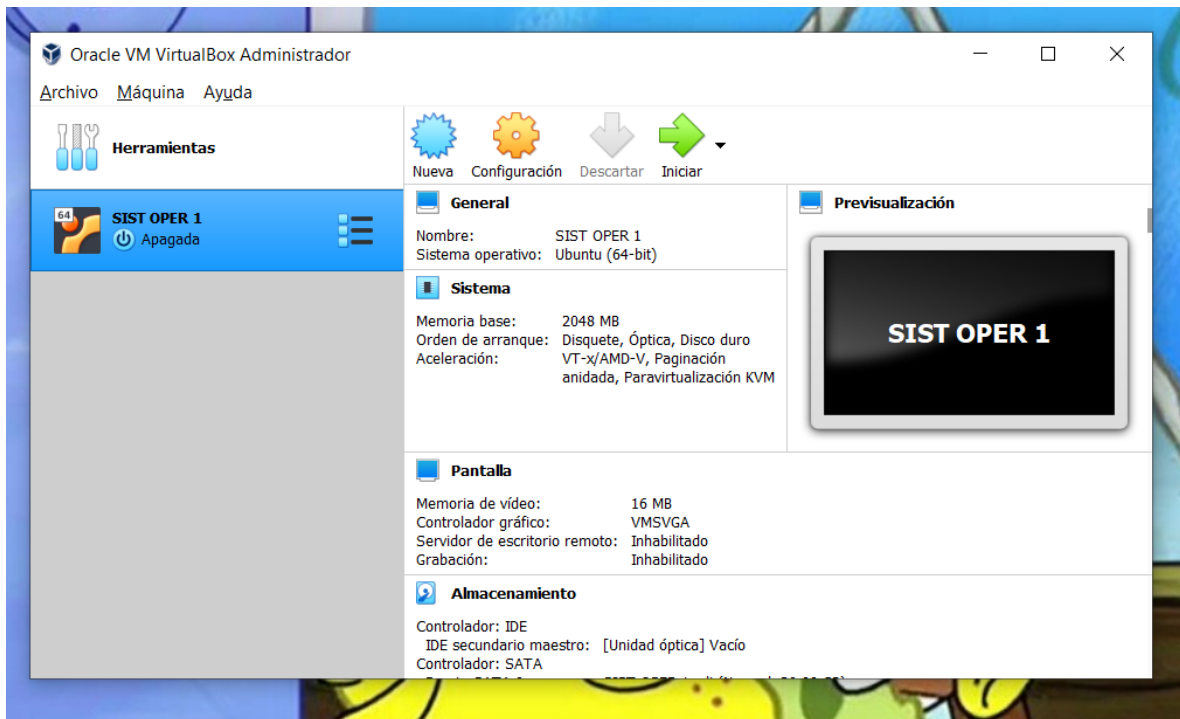 Oracle VM VirtualBox Administrador
Archivo Máquina Ayuda
Herramientas
Nueva Configuración Descartar Iniciar
64
SIST OPER 1
Apagada
General
Nombre: SIST OPER 1
Sistema operativo: Ubuntu (64-bit)
Sistema
Memoria base: 2048 MB
Orden de arranque: Disquete, Óptica, Disco duro
Aceleración: VT-x/AMD-V, Paginación
anidada, Paravirtualización KVM
Previsualización
SIST OPER 1
Pantalla
Memoria de vídeo: 16 MB
Controlador gráfico: VMSVGA
Servidor de escritorio remoto: Inhabilitado
Grabación: Inhabilitado
Almacenamiento
Controlador: IDE
IDE secundario maestro: [Unidad óptica] Vacío
Controlador: SATA